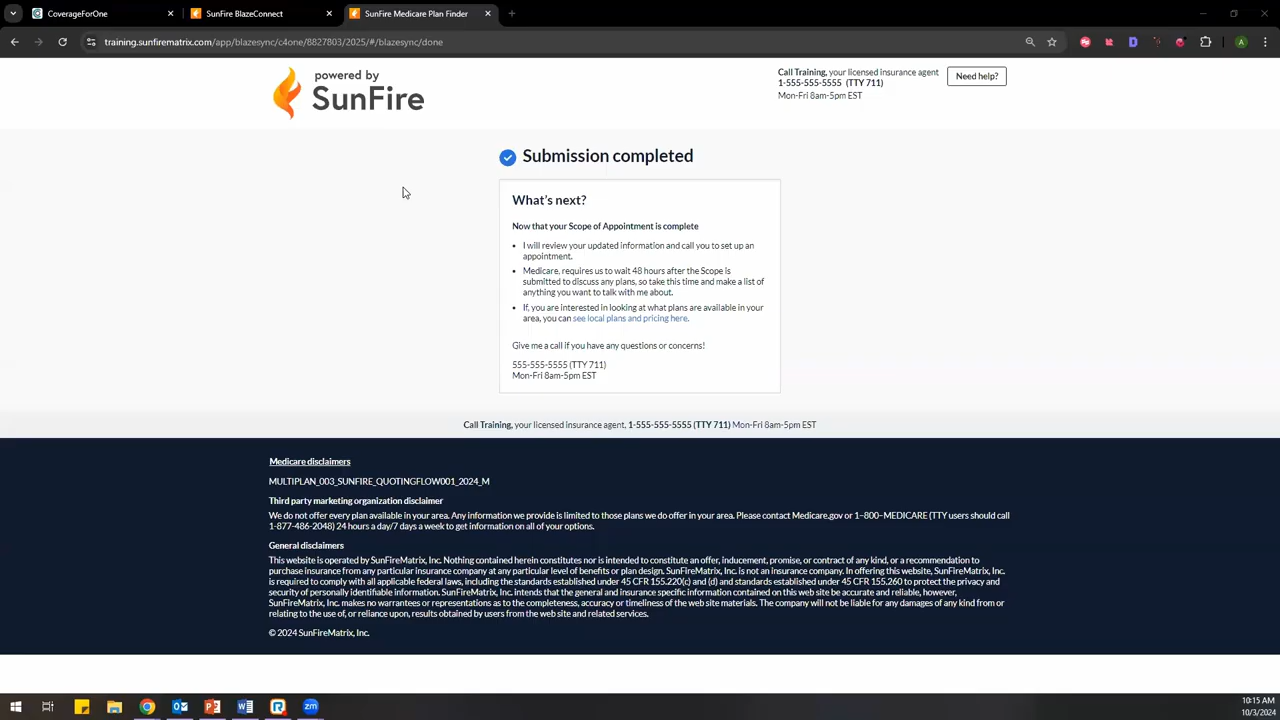 CoverageForOne
SunFire BlazeConnect
SunFire Medicare Plan Finder
training.sunfirematrix.com/app/blazesync/c4one/8827803/2025/#/blazesync/done
A
powered by
SunFire
Call Training, your licensed insurance agent
1-555-555-5555 (TTY 711)
Mon-Fri 8am-5pm EST
Need help?
Submission completed
What's next?
Now that your Scope of Appointment is complete
• I will review your updated information and call you to set up an
appointment.
• Medicare, requires us to wait 48 hours after the Scope is
submitted to discuss any plans, so take this time and make a list of
anything you want to talk with me about.
• If, you are interested in looking at what plans are available in your
area, you can see local plans and pricing here.
Give me a call if you have any questions or concerns!
555-555-5555 (TTY 711)
Mon-Fri 8am-5pm EST
Call Training, your licensed insurance agent, 1-555-555-5555 (TTY 711) Mon-Fri 8am-5pm EST
Medicare disclaimers
MULTIPLAN_003_SUNFIRE_QUOTINGFLOW001_2024_M
Third party marketing organization disclaimer
We do not offer every plan available in your area. Any information we provide is limited to those plans we do offer in your area. Please contact Medicare.gov or 1–800–MEDICARE (TTY users should call
1-877-486-2048) 24 hours a day/7 days a week to get information on all of your options.
General disclaimers
This website is operated by SunFireMatrix, Inc. Nothing contained herein constitutes nor is intended to constitute an offer, inducement, promise, or contract of any kind, or a recommendation to
purchase insurance from any particular insurance company at any particular level of benefits or plan design. SunFireMatrix, Inc. is not an insurance company. In offering this website, SunFireMatrix, Inc.
is required to comply with all applicable federal laws, including the standards established under 45 CFR 155.220(c) and (d) and standards established under 45 CFR 155.260 to protect the privacy and
security of personally identifiable information. SunFireMatrix, Inc. intends that the general and insurance specific information contained on this web site be accurate and reliable, however,
SunFireMatrix, Inc. makes no warrantees or representations as to the completeness, accuracy or timeliness of the web site materials. The company will not be liable for any damages of any kind from or
relating to the use of, or reliance upon, results obtained by users from the web site and related services.
© 2024 SunFireMatrix, Inc.
zm
10:15 AM
10/3/2024